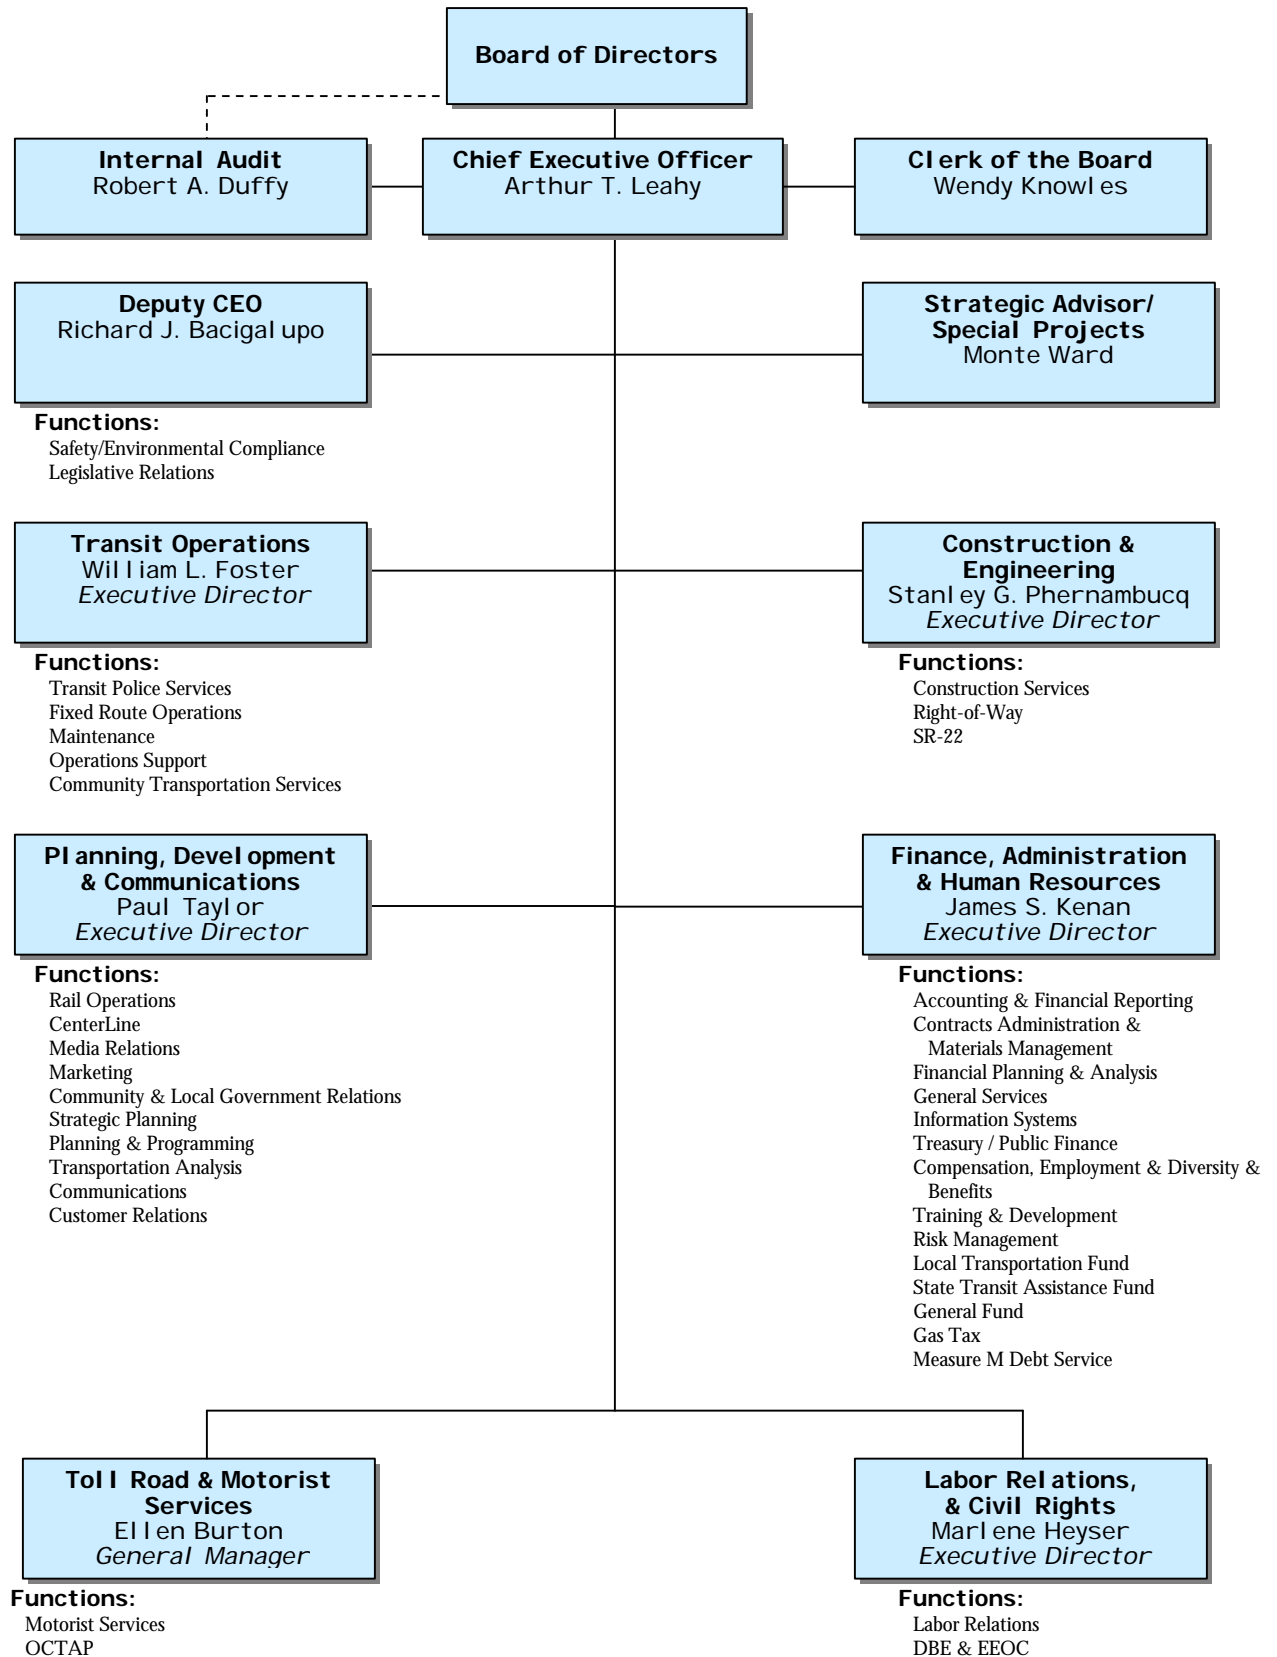 Board of Directors
Internal Audit
Robert A. Duffy
Chief Executive Officer
Arthur T. Leahy
Clerk of the Board
Wendy Knowles
Deputy CEO
Richard J. Bacigalupo
Strategic Advisor/
Special Projects
Monte Ward
Functions:
Safety/Environmental Compliance
Legislative Relations
Transit Operations
William L. Foster
Executive Director
Construction &
Engineering
Stanley G. Phernambucq
Executive Director
Functions:
Transit Police Services
Fixed Route Operations
Maintenance
Operations Support
Community Transportation Services
Functions:
Construction Services
Right-of-Way
SR-22
Planning, Development
& Communications
Paul Taylor
Executive Director
Finance, Administration
& Human Resources
James S. Kenan
Executive Director
Functions:
Rail Operations
CenterLine
Media Relations
Marketing
Community & Local Government Relations
Strategic Planning
Planning & Programming
Transportation Analysis
Communications
Customer Relations
Functions:
Accounting & Financial Reporting
Contracts Administration &
Materials Management
Financial Planning & Analysis
General Services
Information Systems
Treasury / Public Finance
Compensation, Employment & Diversity &
Benefits
Training & Development
Risk Management
Local Transportation Fund
State Transit Assistance Fund
General Fund
Gas Tax
Measure M Debt Service
Toll Road & Motorist
Services
Ellen Burton
General Manager
Labor Relations,
& Civil Rights
Marlene Heyser
Executive Director
Functions:
Motorist Services
OCTAP
Functions:
Labor Relations
DBE & EEOC